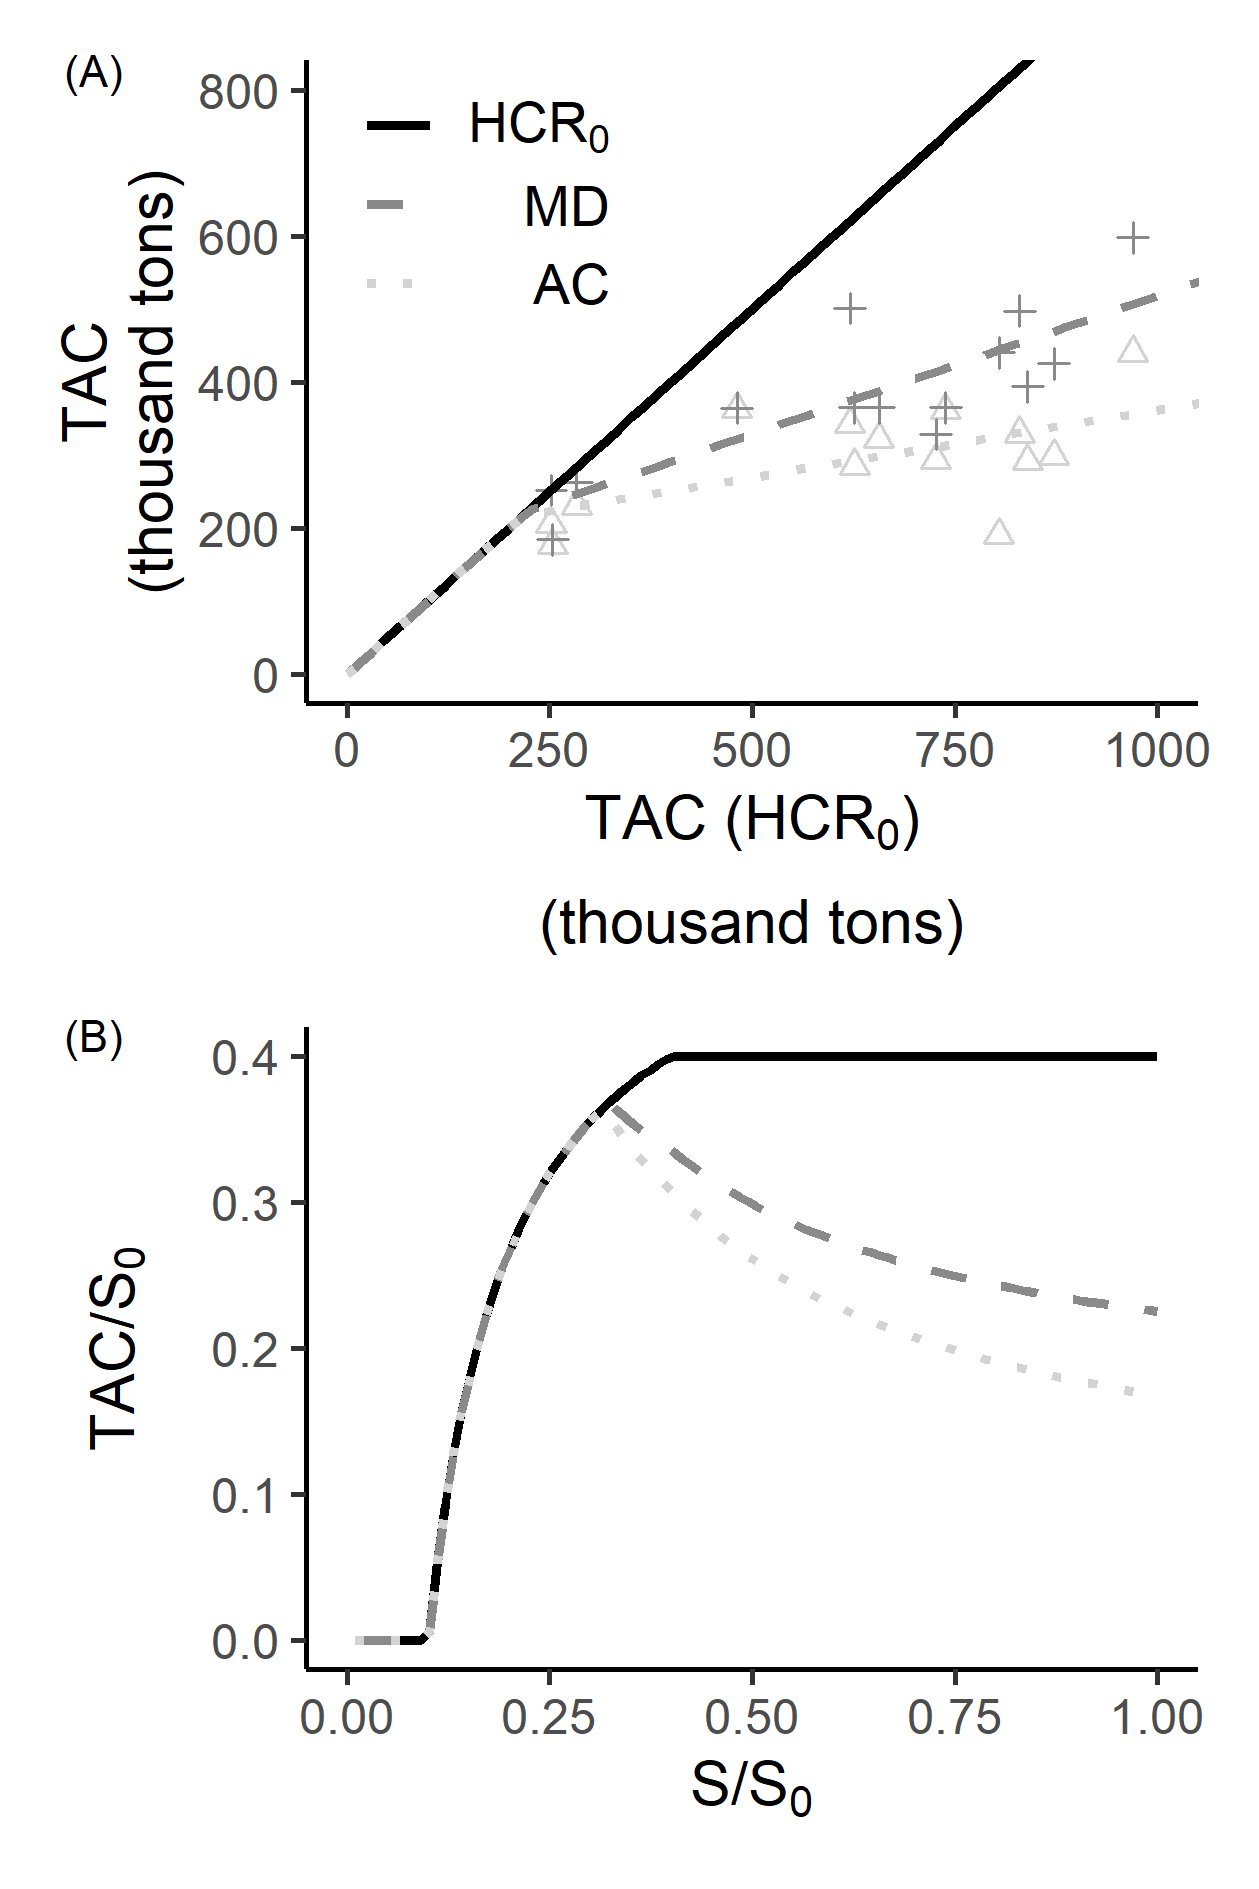 (A)
TAC
(thousand tons)
800
600
400
200
0
HCR₀
MD
AC
0 250 500 750 1000
TAC (HCR₀)
(thousand tons)
(B)
TAC/S₀
0.4
0.3
0.2
0.1
0.0
0.00 0.25 0.50 0.75 1.00
S/S₀